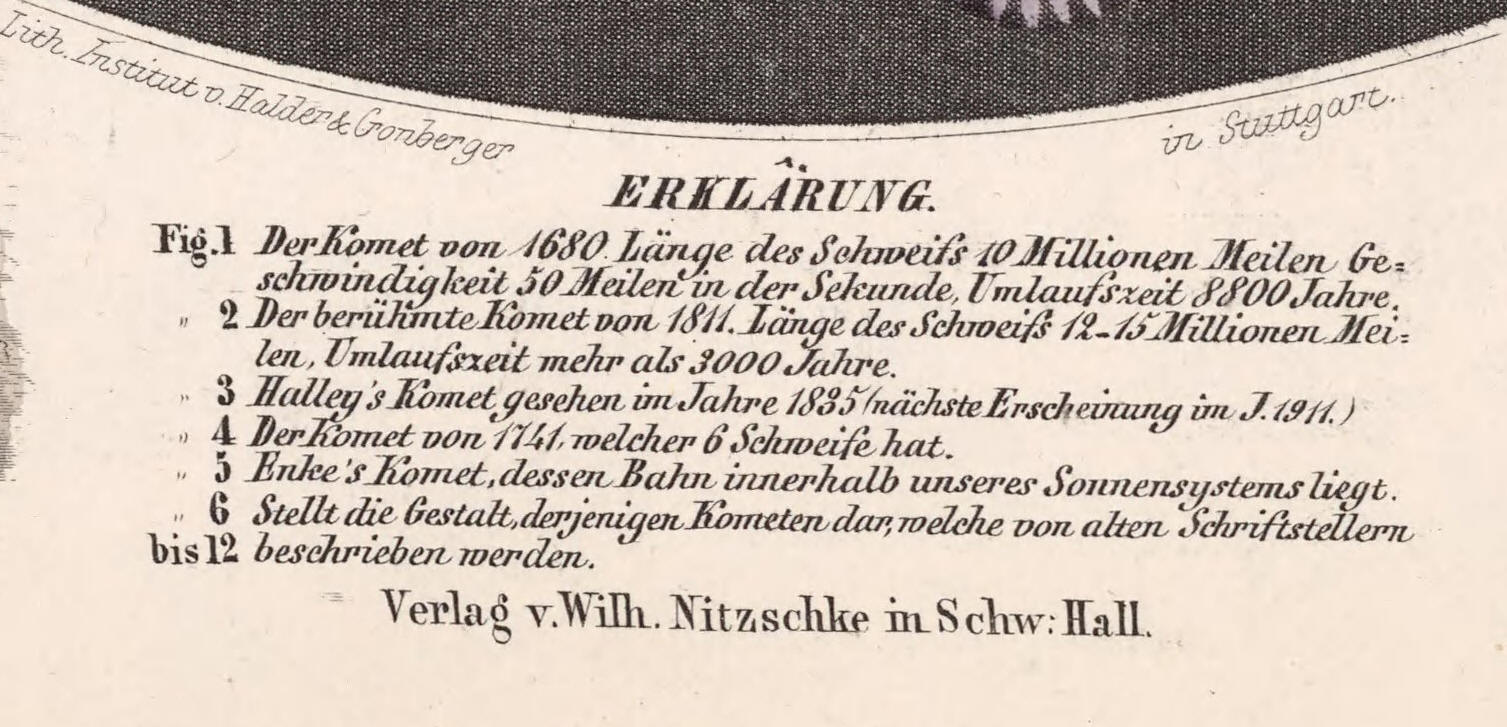 Lith. Institut v. Halder & Cronberger
in Stuttgart.
ERKLÄRUNG.
Fig.1 Der Komet von 1680. Länge des Schweifs 10 Millionen Meilen Ge=
schwindigkeit 50 Meilen in der Sekunde, Umlaufszeit 8800 Jahre.
„ 2 Der berühmte Komet von 1811. Länge des Schweifs 12-15 Millionen Mei=
len, Umlaufszeit mehr als 3000 Jahre.
„ 3 Halley's Komet gesehen im Jahre 1835 (nächste Erscheinung im J. 1911.)
„ 4 Der Komet von 1741, welcher 6 Schweife hat.
„ 5 Enke's Komet, dessen Bahn innerhalb unseres Sonnensystems liegt.
„ 6 Stellt die Gestalt, derjenigen Kometen dar, welche von alten Schriftstellern
bis 12 beschrieben werden.
Verlag v. Wilh. Nitzschke in Schw: Hall.